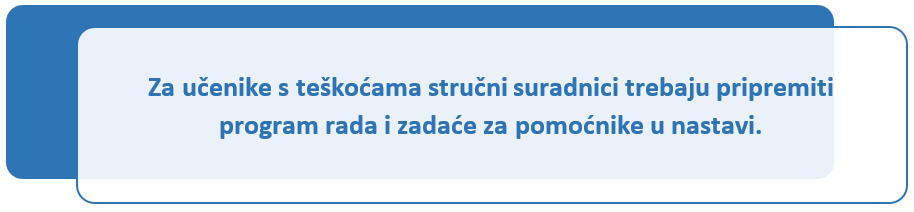 Za učenike s teškoćama stručni suradnici trebaju pripremiti
program rada i zadaće za pomoćnike u nastavi.